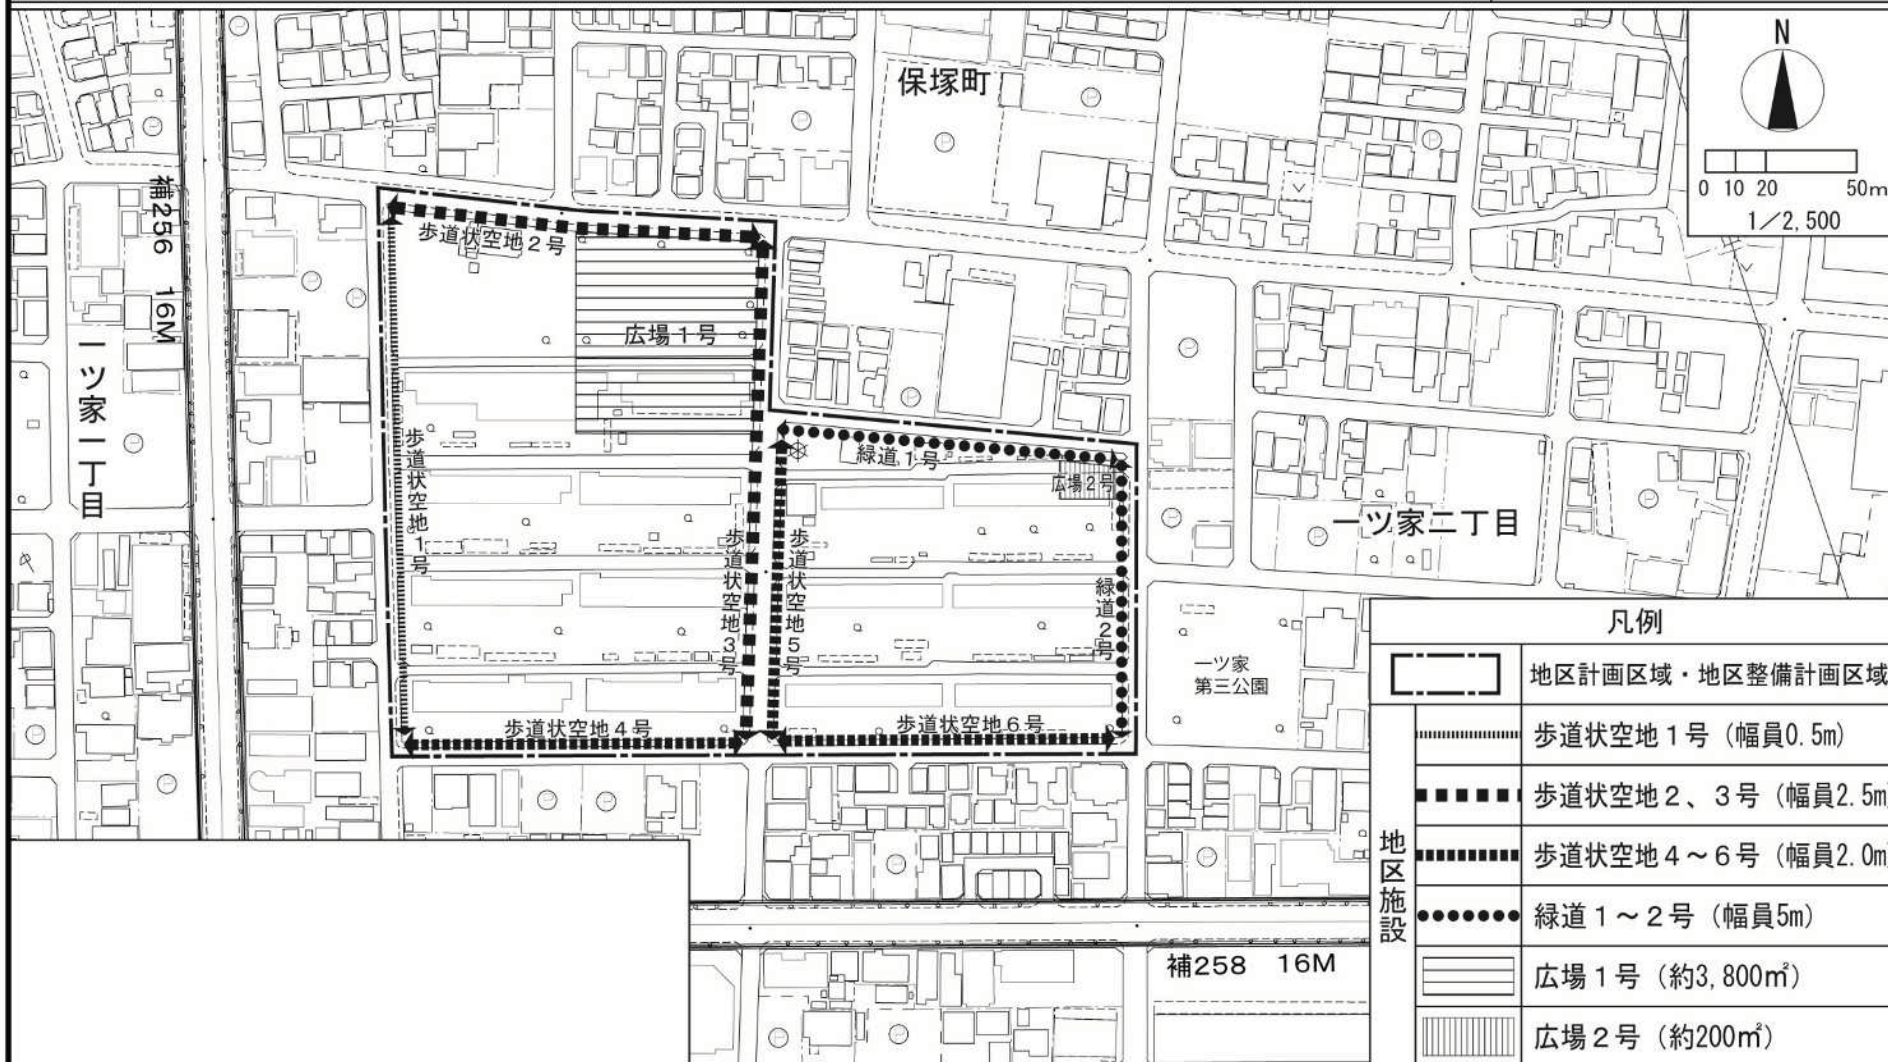 保塚町
N
0 10 20 50m
1/2,500
補256 16M
一ツ家一丁目
歩道状空地2号
広場1号
歩道状空地1号
緑道1号
広場2号
一ツ家二丁目
歩道状空地3号
歩道状空地5号
緑道2号
一ツ家
第三公園
歩道状空地4号
歩道状空地6号
補258 16M
凡例
地区計画区域・地区整備計画区域
地区施設
歩道状空地1号(幅員0.5m)
歩道状空地2、3号(幅員2.5m
歩道状空地4~6号(幅員2.0m
緑道1~2号(幅員5m)
広場1号(約3,800㎡)
広場2号(約200㎡)